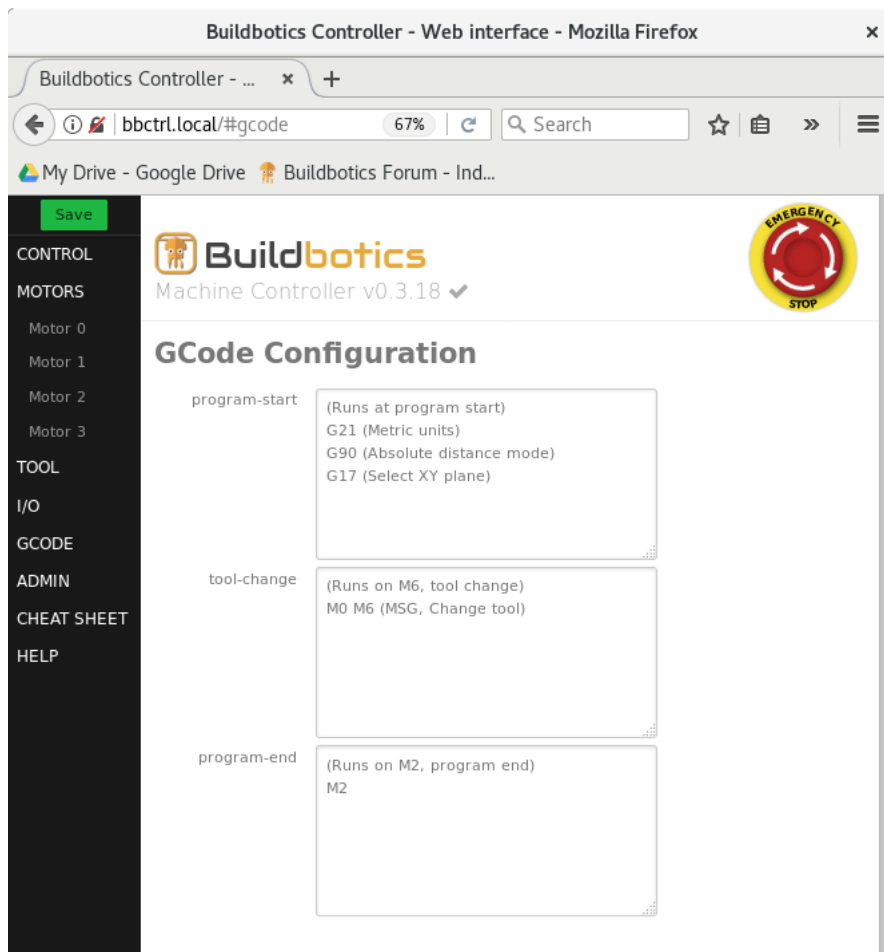 Buildbotics Controller - Web interface - Mozilla Firefox
Buildbotics Controller - ...
bbctrl.local/#gcode 67% Search
My Drive - Google Drive Buildbotics Forum - Ind...
Save
CONTROL
MOTORS
Motor 0
Motor 1
Motor 2
Motor 3
TOOL
I/O
GCODE
ADMIN
CHEAT SHEET
HELP
Buildbotics
Machine Controller v0.3.18
EMERGENCY
STOP
GCode Configuration
program-start
(Runs at program start)
G21 (Metric units)
G90 (Absolute distance mode)
G17 (Select XY plane)
tool-change
(Runs on M6, tool change)
M0 M6 (MSG, Change tool)
program-end
(Runs on M2, program end)
M2